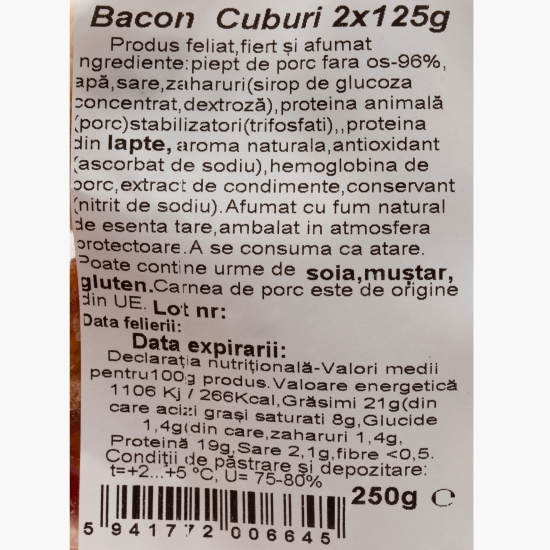 Bacon Cuburi 2x125g
Produs feliat,fiert și afumat
ngrediente:piept de porc fara os-96%,
apă,sare,zaharuri(sirop de glucoza
concentrat,dextroză),proteina animală
(porc)stabilizatori(trifosfati),,proteina
din lapte, aroma naturala,antioxidant
(ascorbat de sodiu),hemoglobina de
porc,extract de condimente,conservant
(nitrit de sodiu).Afumat cu fum natural
de esenta tare,ambalat in atmosfera
protectoare.A se consuma ca atare.
Poate contine urme de soia,muștar,
gluten.Carnea de porc este de origine
din UE. Lot nr:
Data felierii:
Data expirarii:
Declarația nutrițională-Valori medii
pentru100g produs.Valoare energetică
1106 Kj / 266Kcal,Grăsimi 21g(din
care acizi grași saturati 8g,Glucide
1,4g(din care,zaharuri 1,4g,
Proteină 19g,Sare 2,1g,fibre <0,5.
Condiții de păstrare și depozitare:
t=+2...+5 °C, U= 75-80%
250g e
5 941772 006645